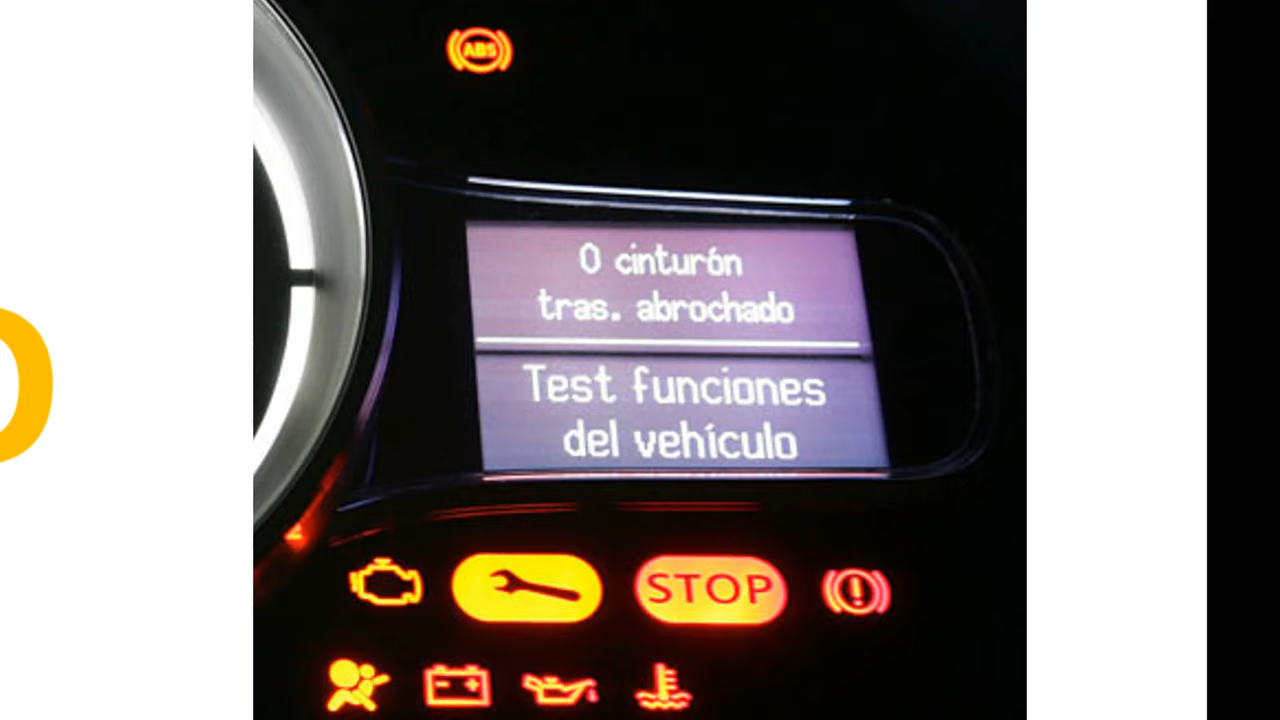 ABS
0 cinturón
tras. abrochado
Test funciones
del vehículo
STOP